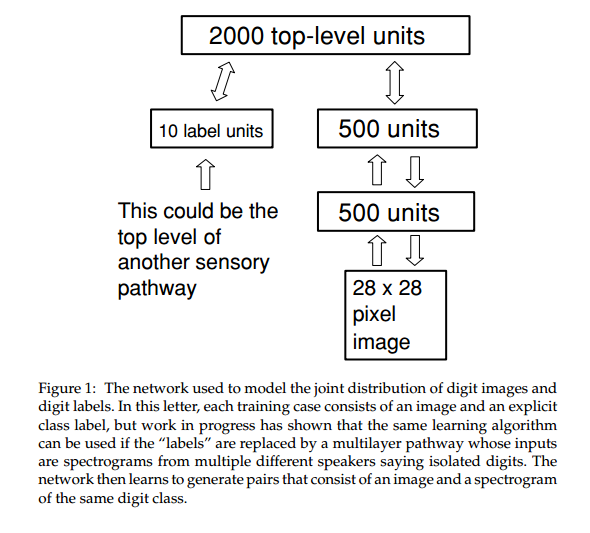 2000 top-level units
10 label units
500 units
500 units
This could be the
top level of
another sensory
pathway
28 x 28
pixel
image
Figure 1: The network used to model the joint distribution of digit images and
digit labels. In this letter, each training case consists of an image and an explicit
class label, but work in progress has shown that the same learning algorithm
can be used if the “labels” are replaced by a multilayer pathway whose inputs
are spectrograms from multiple different speakers saying isolated digits. The
network then learns to generate pairs that consist of an image and a spectrogram
of the same digit class.